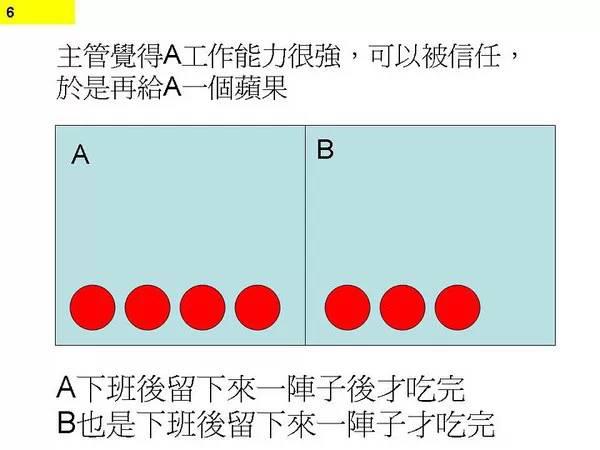 6
主管覺得A工作能力很強，可以被信任，
於是再給A一個蘋果
A
B
A下班後留下來一陣子後才吃完
B也是下班後留下來一陣子才吃完